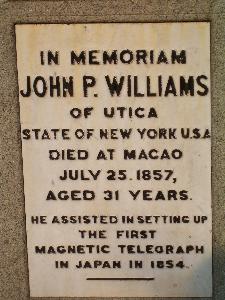 IN MEMORIAM
JOHN P. WILLIAMS
OF UTICA
STATE OF NEW YORK U.S.A
DIED AT MACAO
JULY 25. 1857,
AGED 31 YEARS.
HE ASSISTED IN SETTING UP
THE FIRST
MAGNETIC TELEGRAPH
IN JAPAN IN 1854.